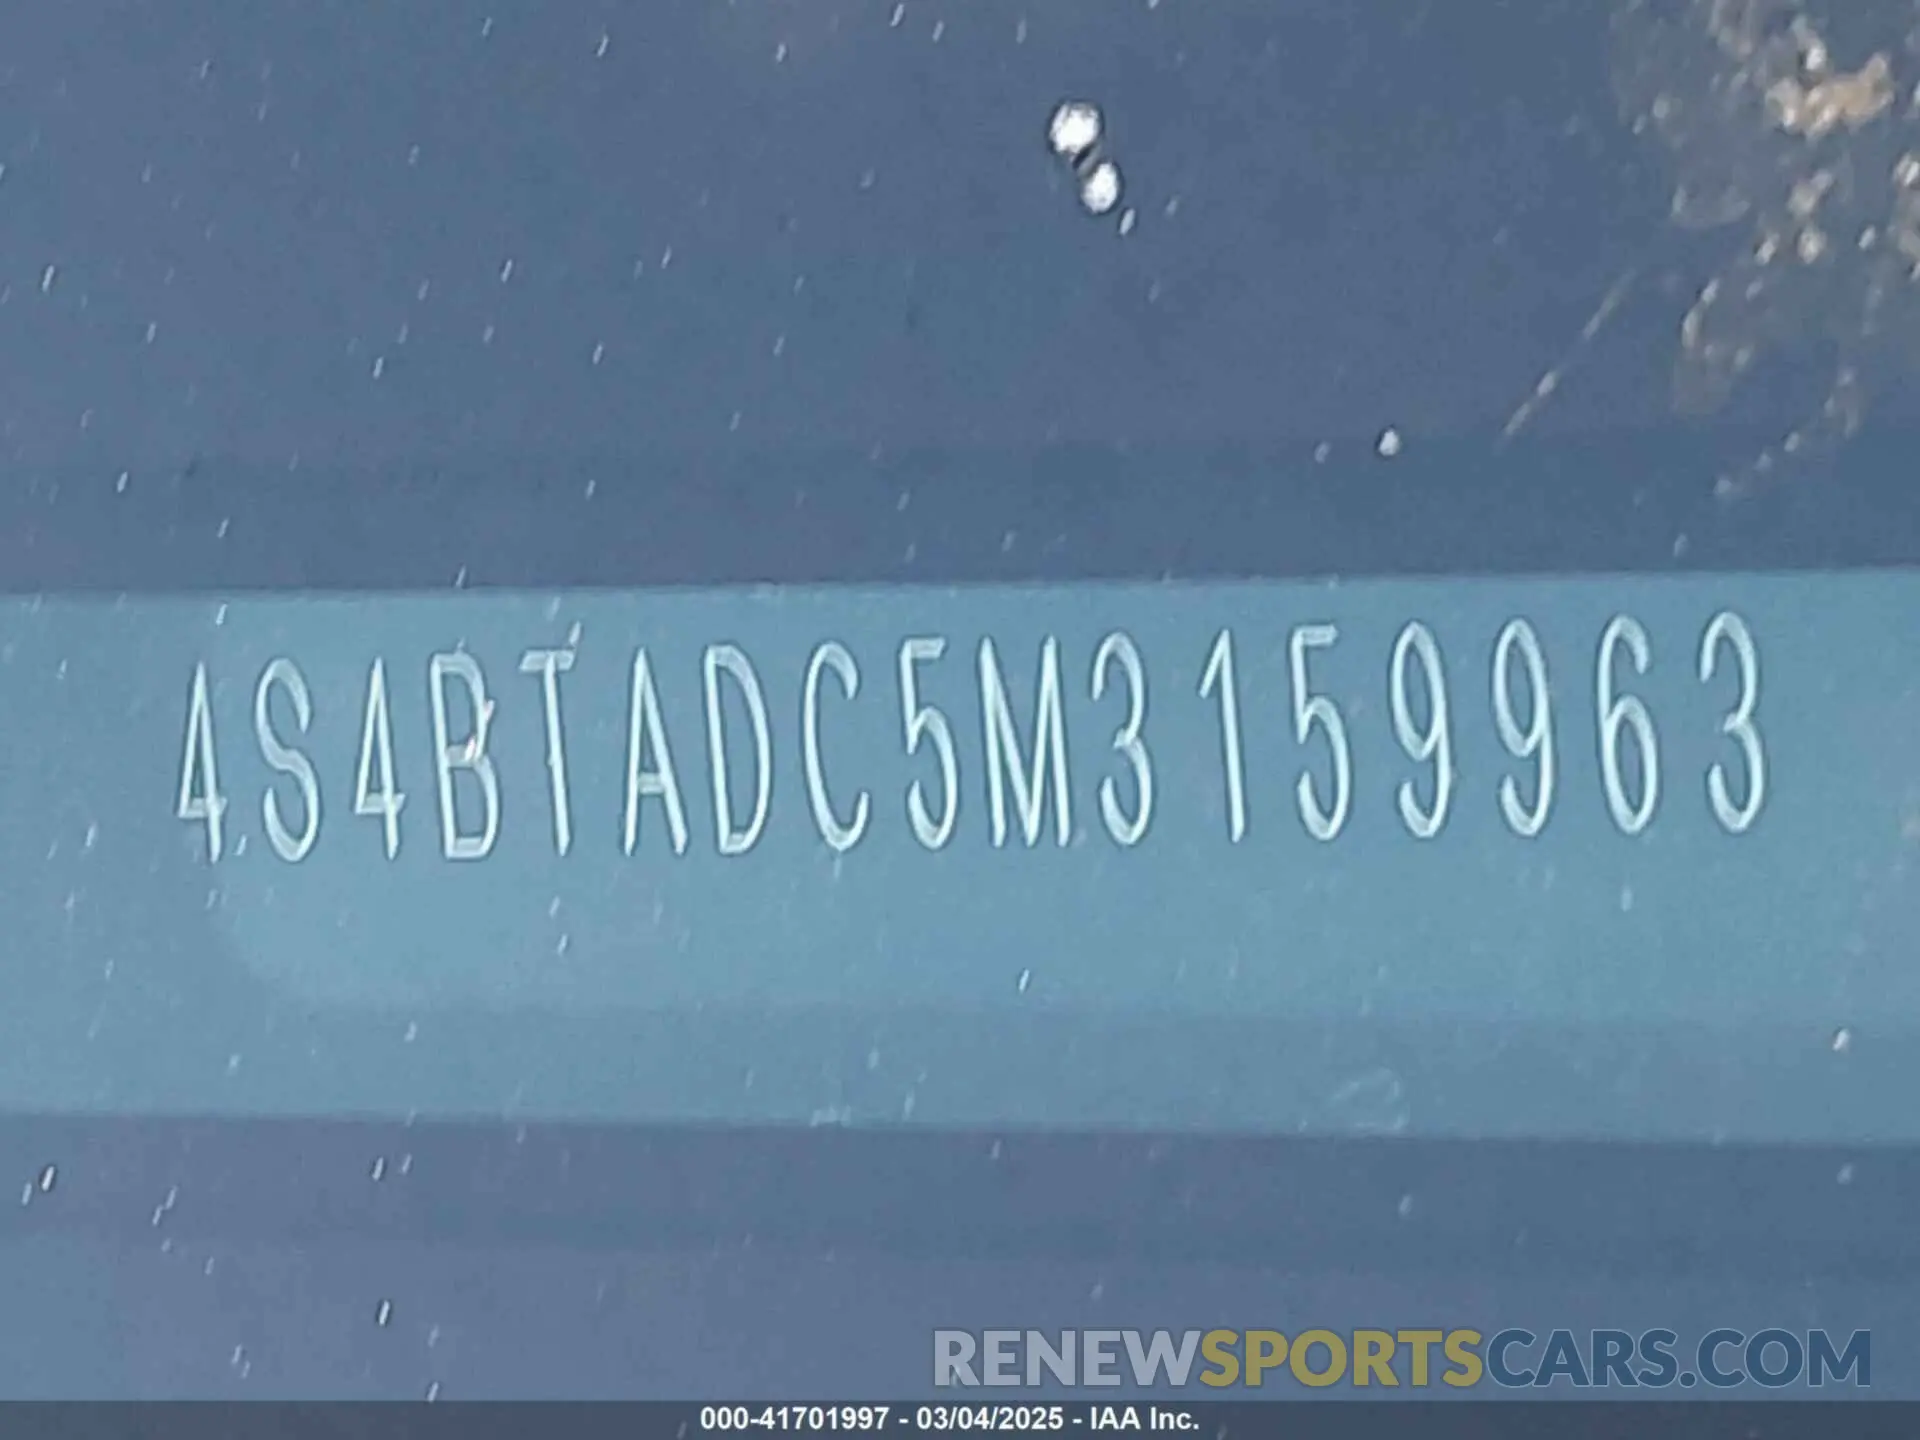 4S4BTADC5M3159963
RENEWSPORTSCARS.COM
000-41701997 - 03/04/2025 - IAA Inc.